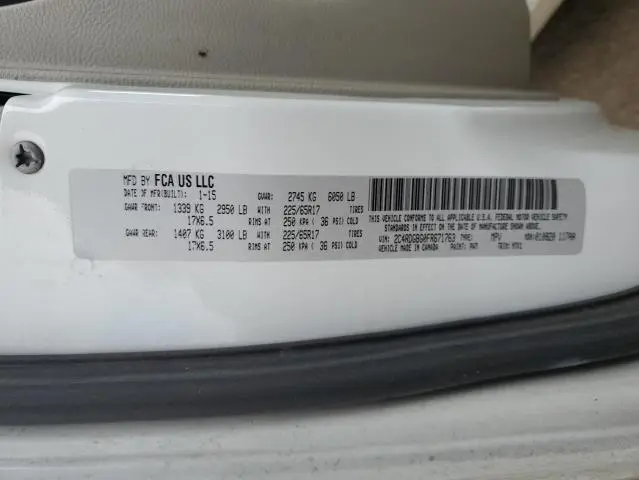 MFD BY FCA US LLC
DATE OF MFR(BUILT): 1-15 GVWR: 2745 KG 6050 LB
GAWR FRONT: 1339 KG 2950 LB WITH 225/65R17 TIRES
17X6.5 RIMS AT 250 KPA ( 36 PSI) COLD
GAWR REAR: 1407 KG 3100 LB WITH 225/65R17 TIRES
17X6.5 RIMS AT 250 KPA ( 36 PSI) COLD
THIS VEHICLE CONFORMS TO ALL APPLICABLE U.S.A. FEDERAL MOTOR VEHICLE SAFETY
STANDARDS IN EFFECT ON THE DATE OF MANUFACTURE SHOWN ABOVE.
VIN: 2C4RDGBG0FR671763 TYPE: MPV
VEHICLE MADE IN CANADA PAINT: PW7 TRIM: